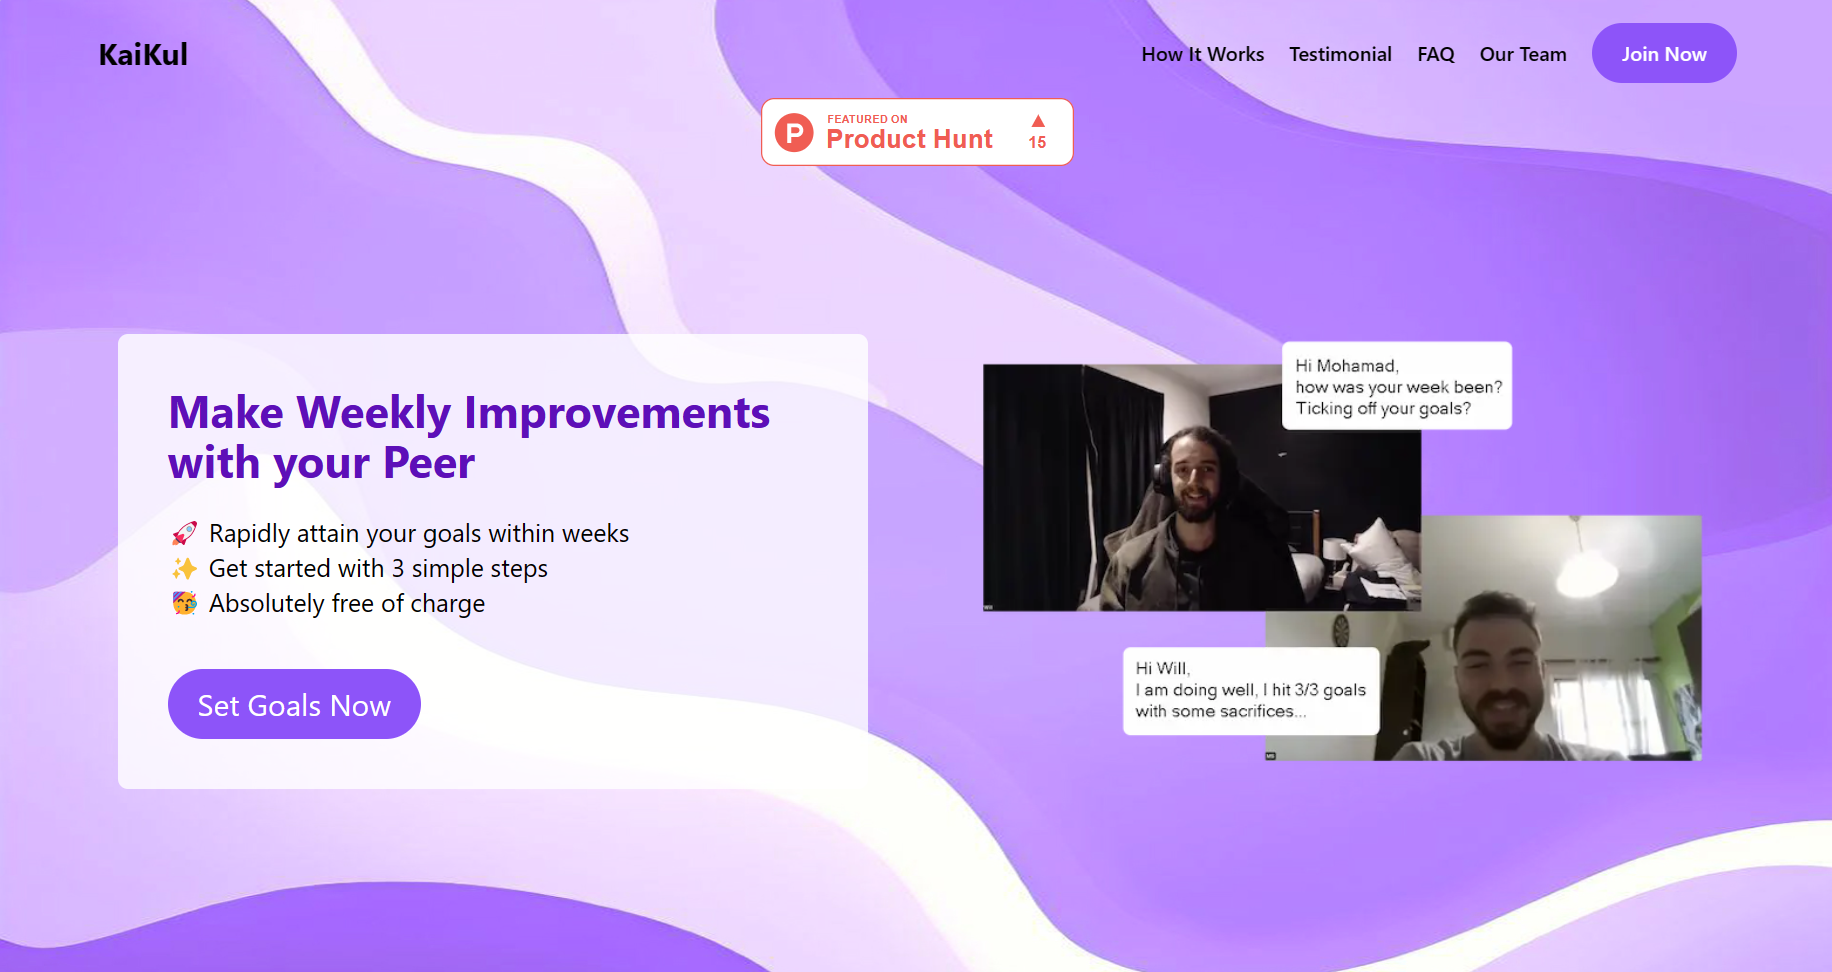 KaiKul
How It Works
Testimonial
FAQ
Our Team
Join Now
P
FEATURED ON
Product Hunt
15
Make Weekly Improvements
with your Peer
Rapidly attain your goals within weeks
Get started with 3 simple steps
Absolutely free of charge
Set Goals Now
Hi Mohamad,
how was your week been?
Ticking off your goals?
Hi Will,
I am doing well, I hit 3/3 goals
with some sacrifices...